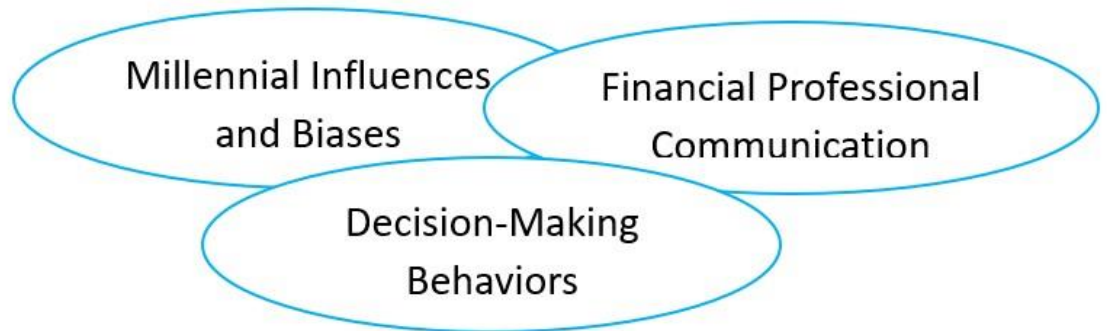 Millennial Influences
and Biases
Financial Professional
Communication
Decision-Making
Behaviors